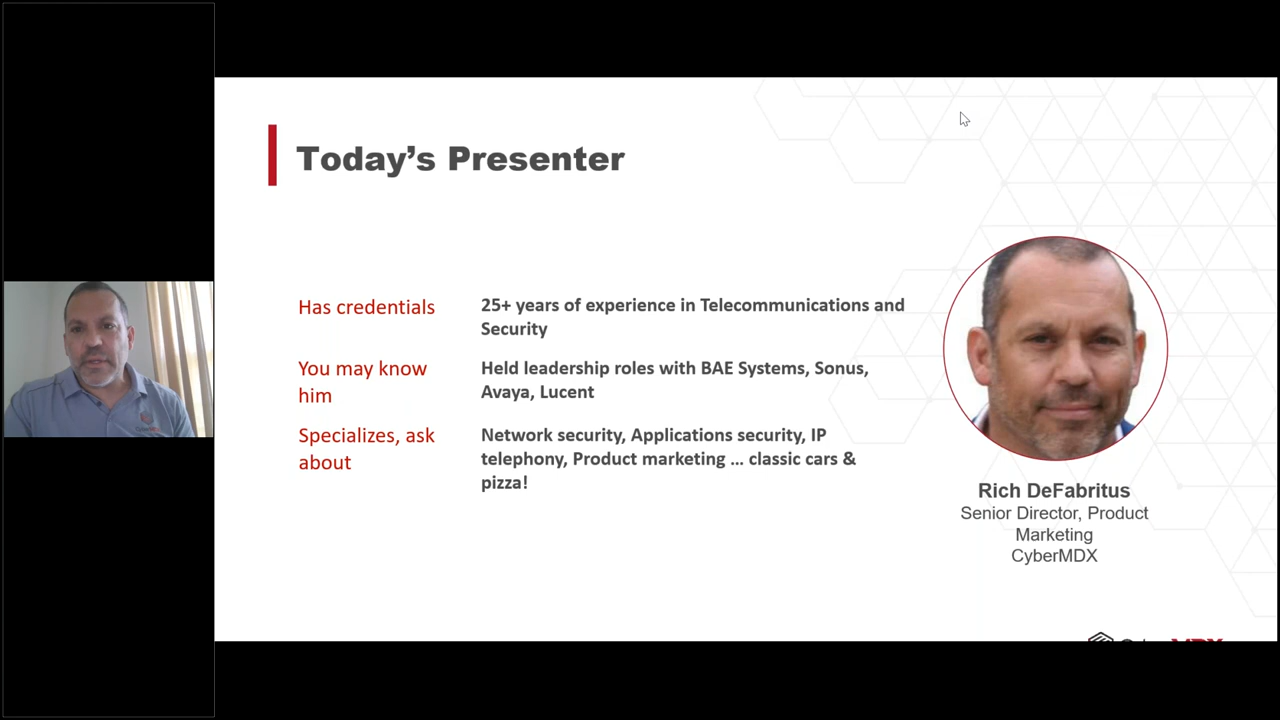 Today's Presenter
Has credentials
25+ years of experience in Telecommunications and
Security
You may know
him
Held leadership roles with BAE Systems, Sonus,
Avaya, Lucent
Specializes, ask
about
Network security, Applications security, IP
telephony, Product marketing … classic cars &
pizza!
Rich DeFabritus
Senior Director, Product
Marketing
CyberMDX